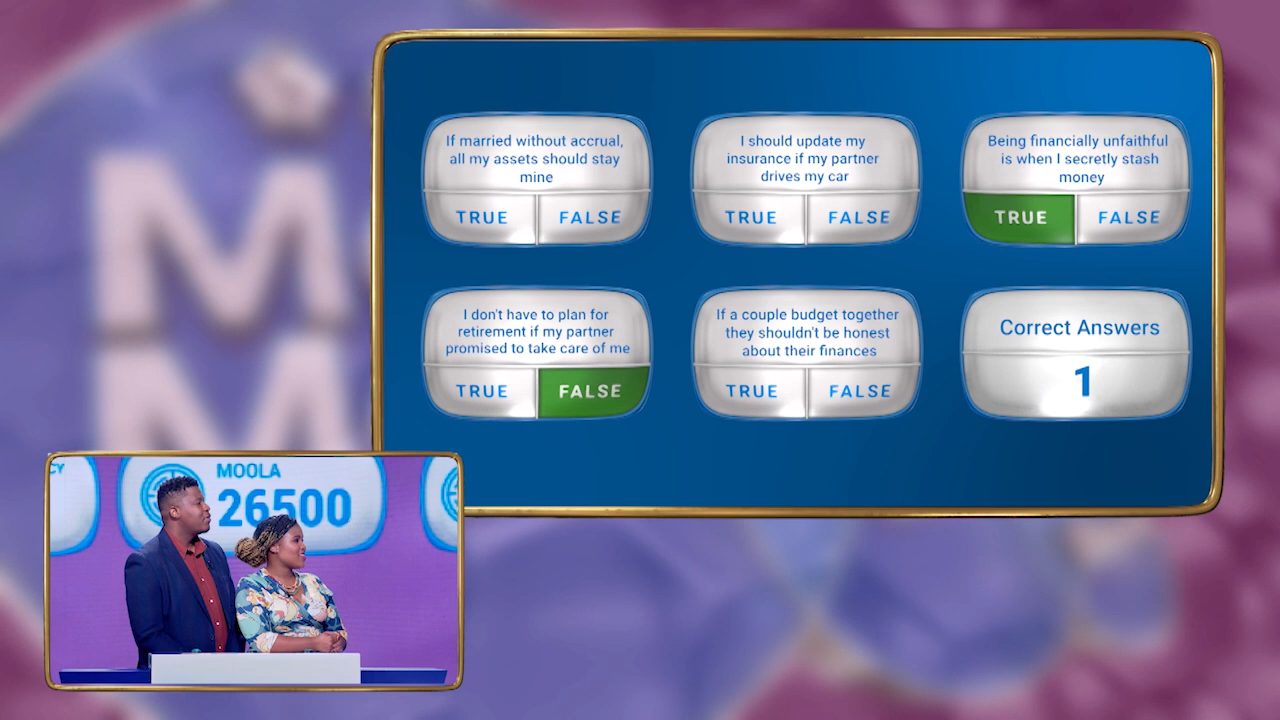 If married without accrual,
all my assets should stay
mine
TRUE FALSE
I should update my
insurance if my partner
drives my car
TRUE FALSE
Being financially unfaithful
is when I secretly stash
money
TRUE FALSE
I don't have to plan for
retirement if my partner
promised to take care of me
TRUE FALSE
If a couple budget together
they shouldn't be honest
about their finances
TRUE FALSE
Correct Answers
1
MOOLA
26500